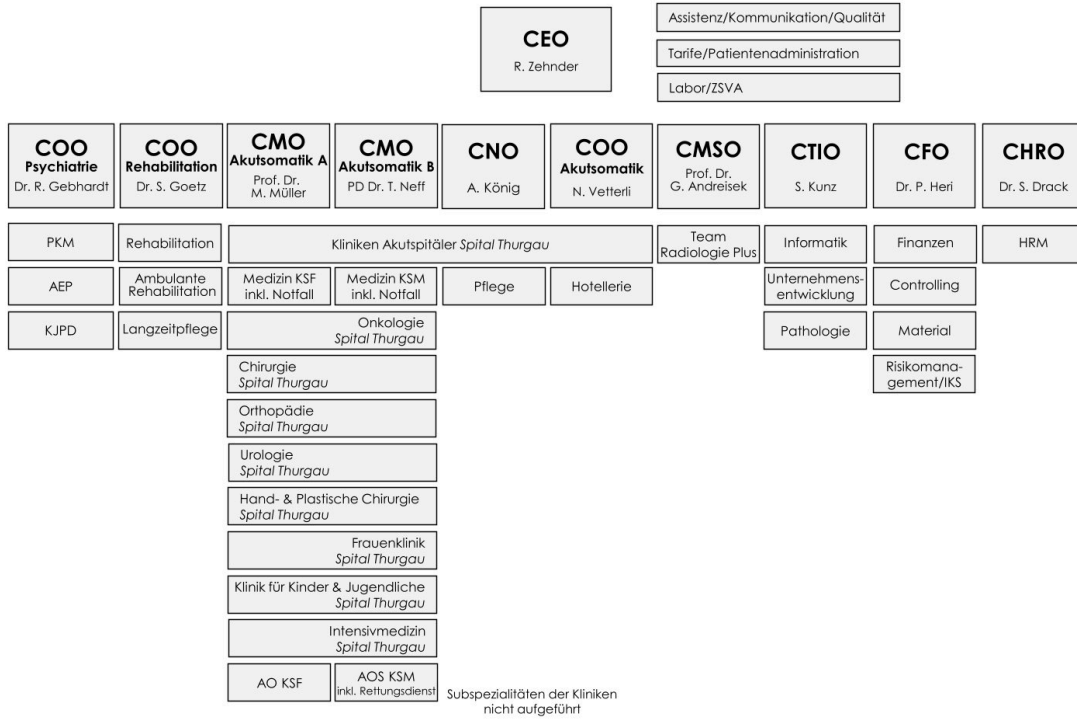 CEO
R. Zehnder
Assistenz/Kommunikation/Qualität
Tarife/Patientenadministration
Labor/ZSVA
COO
Psychiatrie
Dr. R. Gebhardt
COO
Rehabilitation
Dr. S. Goetz
CMO
Akutsomatik A
Prof. Dr.
M. Müller
CMO
Akutsomatik B
PD Dr. T. Neff
CNO
A. König
COO
Akutsomatik
N. Vetterli
CMSO
Prof. Dr.
G. Andreisek
CTIO
S. Kunz
CFO
Dr. P. Heri
CHRO
Dr. S. Drack
PKM
Rehabilitation
Kliniken Akutspitäler Spital Thurgau
Team
Radiologie Plus
Informatik
Finanzen
HRM
AEP
Ambulante
Rehabilitation
Medizin KSF
inkl. Notfall
Medizin KSM
inkl. Notfall
Pflege
Hotellerie
Unternehmens-
entwicklung
Controlling
KJPD
Langzeitpflege
Onkologie
Spital Thurgau
Pathologie
Material
Chirurgie
Spital Thurgau
Risikomana-
gement/IKS
Orthopädie
Spital Thurgau
Urologie
Spital Thurgau
Hand- & Plastische Chirurgie
Spital Thurgau
Frauenklinik
Spital Thurgau
Klinik für Kinder & Jugendliche
Spital Thurgau
Intensivmedizin
Spital Thurgau
AO KSF
AOS KSM
inkl. Rettungsdienst
Subspezialitäten der Kliniken
nicht aufgeführt